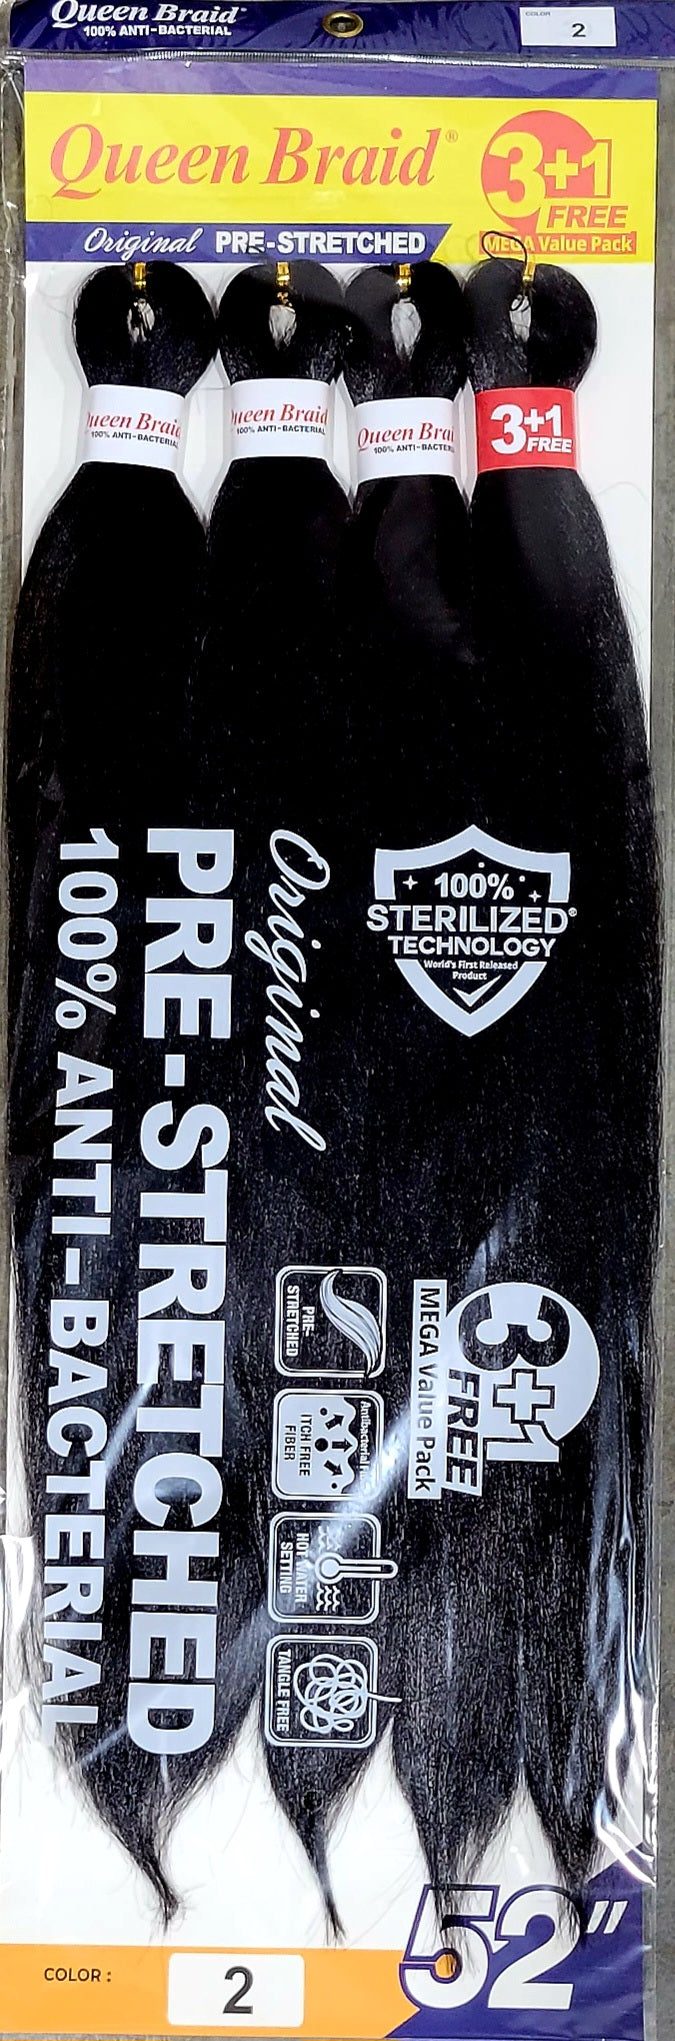 Queen Braid®
100% ANTI-BACTERIAL
COLOR
2
Queen Braid®
3+1
FREE
MEGA Value Pack
Original PRE-STRETCHED
Queen Braid
100% ANTI-BACTERIAL
Queen Braid
100% ANTI-BACTERIAL
Queen Brai
100% ANTI-BACTERI
3+1
FREE
100%
STERILIZED®
TECHNOLOGY
World's First Released
Product
Original
PRE-STRETCHED
100% ANTI-BACTERIAL
3+1
FREE
MEGA Value Pack
PRE-
STRETCHED
Antibacterial
ITCH FREE
FIBER
HOT WATER
SETTING
TANGLE FREE
52"
COLOR :
2